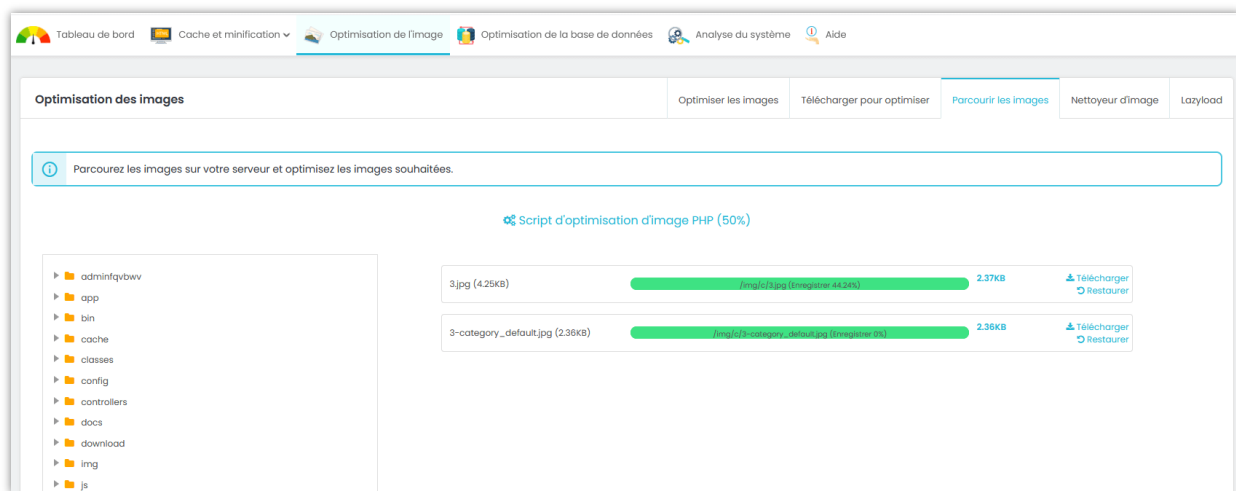 Tableau de bord Cache et minification Optimisation de l'image Optimisation de la base de données Analyse du système Aide
Optimisation des images Optimiser les images Télécharger pour optimiser Parcourir les images Nettoyeur d'image Lazyload
Parcourez les images sur votre serveur et optimisez les images souhaitées.
Script d'optimisation d'image PHP (50%)
adminfqvbwv
app
bin
cache
classes
config
controllers
docs
download
img
js
3.jpg (4.25KB) /img/c/3.jpg (Enregistrer 44.24%) 2.37KB Télécharger
Restaurer
3-category_default.jpg (2.36KB) /img/c/3-category_default.jpg (Enregistrer 0%) 2.36KB Télécharger
Restaurer